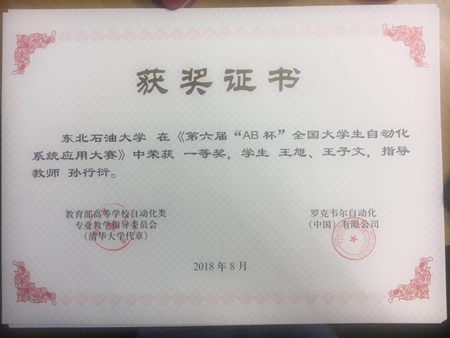 获奖证书
东北石油大学 在《第六届“AB杯”全国大学生自动化
系统应用大赛》中荣获 一等奖，学生 王旭、王子文，指导
教师 孙行衍。
教育部高等学校自动化类
专业教学指导委员会
（清华大学代章）
罗克韦尔自动化
（中国）有限公司
2018 年 8 月